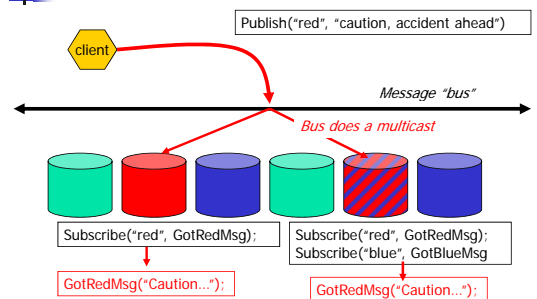 Publish(“red”, “caution, accident ahead”)
client
Message “bus”
Bus does a multicast
Subscribe(“red”, GotRedMsg);
Subscribe(“red”, GotRedMsg);
Subscribe(“blue”, GotBlueMsg
GotRedMsg(“Caution...”);
GotRedMsg(“Caution...”);